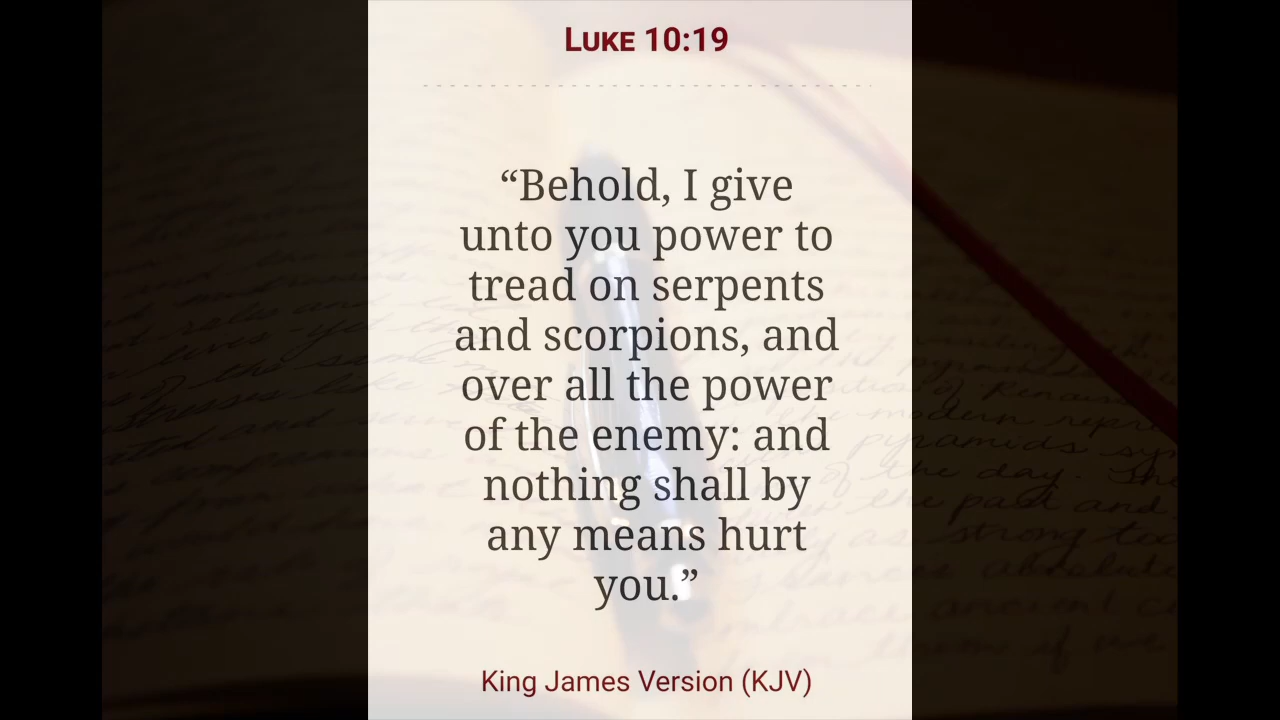 Luke 10:19
“Behold, I give
unto you power to
tread on serpents
and scorpions, and
over all the power
of the enemy: and
nothing shall by
any means hurt
you.”
King James Version (KJV)